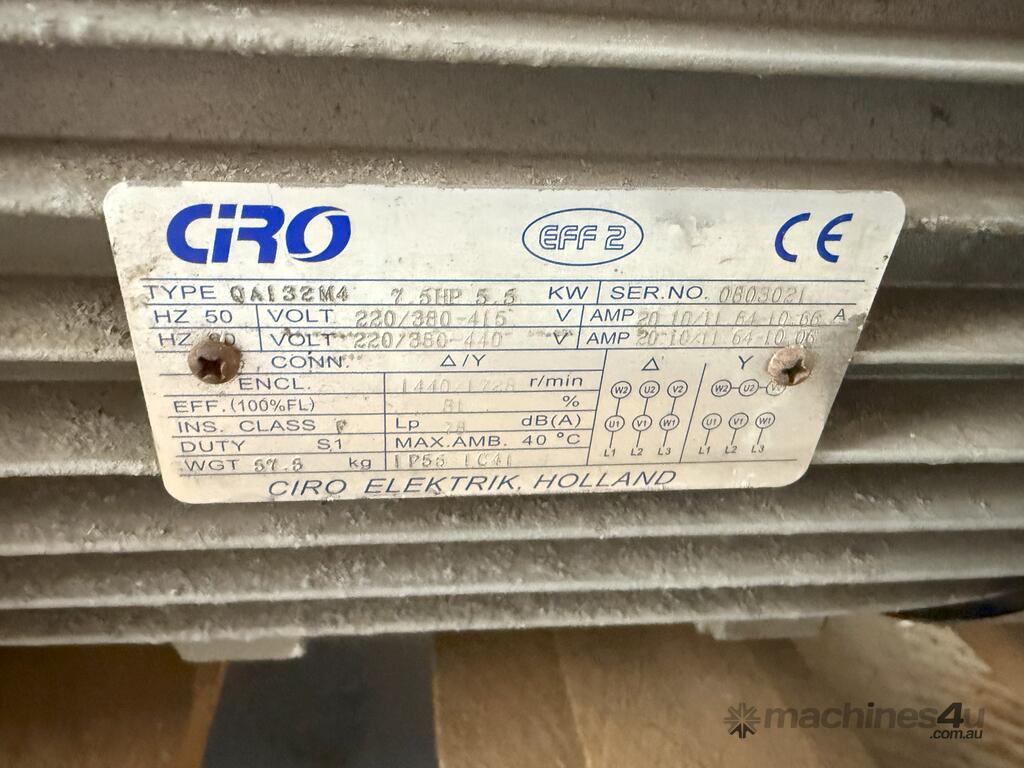 CiRO EFF 2 CE
TYPE QA132M4 7.5HP 5.5 KW SER.NO. 0803021
HZ 50 VOLT 220/380-415 V AMP 20.10/11.64-10.66 A
HZ 60 VOLT 220/380-440 V AMP 20.10/11.64-10.06
CONN. Δ/Y Δ Y
ENCL. 1440/1728 r/min W2 U2 V2 W2 U2 V2
EFF. (100%FL) 81 %
INS. CLASS F Lp 78 dB(A) U1 V1 W1 U1 V1 W1
DUTY S1 MAX.AMB. 40 °C L1 L2 L3 L1 L2 L3
WGT 57.5 kg IP55 IC41
CIRO ELEKTRIK, HOLLAND
machines4u
.com.au